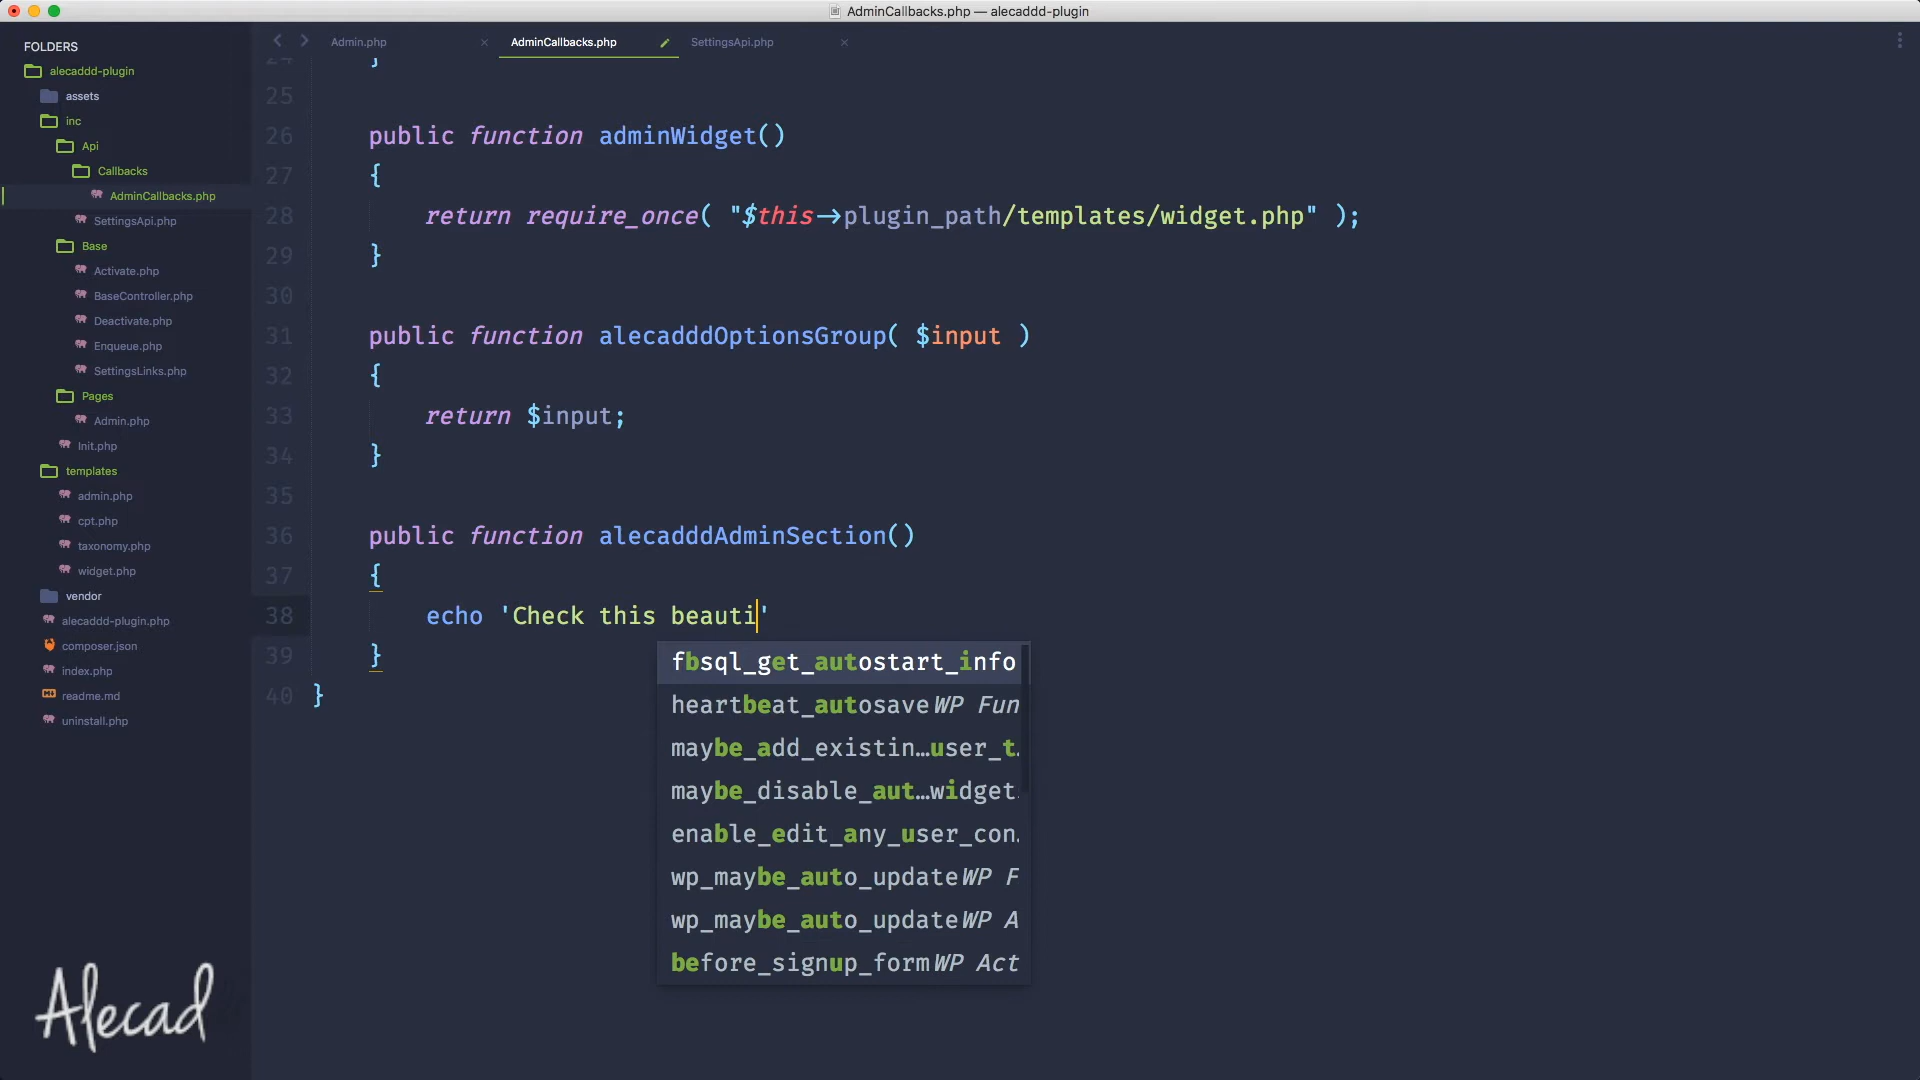 AdminCallbacks.php — alecaddd-plugin
FOLDERS
alecaddd-plugin
assets
inc
Api
Callbacks
AdminCallbacks.php
SettingsApi.php
Base
Activate.php
BaseController.php
Deactivate.php
Enqueue.php
SettingsLinks.php
Pages
Admin.php
Init.php
templates
admin.php
cpt.php
taxonomy.php
widget.php
vendor
alecaddd-plugin.php
composer.json
index.php
readme.md
uninstall.php
Alecad
Admin.php AdminCallbacks.php SettingsApi.php
24 }
25
26 public function adminWidget()
27 {
28 return require_once( "$this->plugin_path/templates/widget.php" );
29 }
30
31 public function alecadddOptionsGroup( $input )
32 {
33 return $input;
34 }
35
36 public function alecadddAdminSection()
37 {
38 echo 'Check this beauti'
39 }
40 }
fbsql_get_autostart_info
heartbeat_autosave WP Fun
maybe_add_existin…user_t.
maybe_disable_aut…widget.
enable_edit_any_user_con.
wp_maybe_auto_update WP F
wp_maybe_auto_update WP A
before_signup_form WP Act